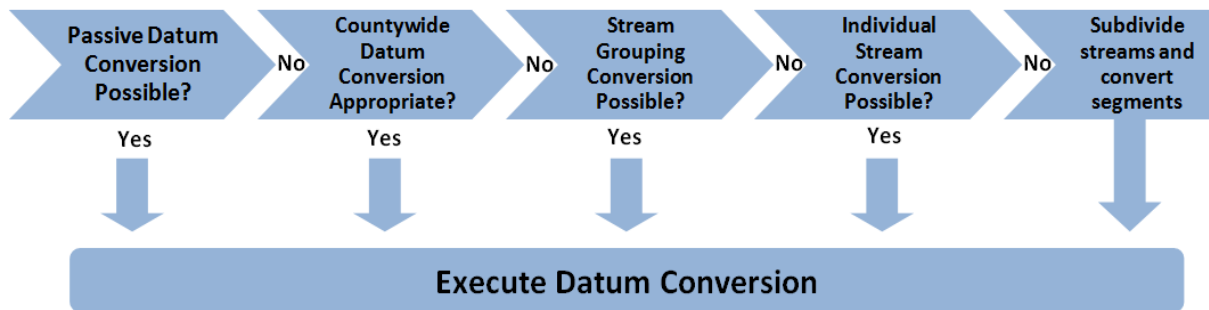 Passive Datum
Conversion
Possible?
No
Countywide
Datum
Conversion
Appropriate?
No
Stream
Grouping
Conversion
Possible?
No
Individual
Stream
Conversion
Possible?
No
Subdivide
streams and
convert
segments
Yes
Yes
Yes
Yes
Execute Datum Conversion